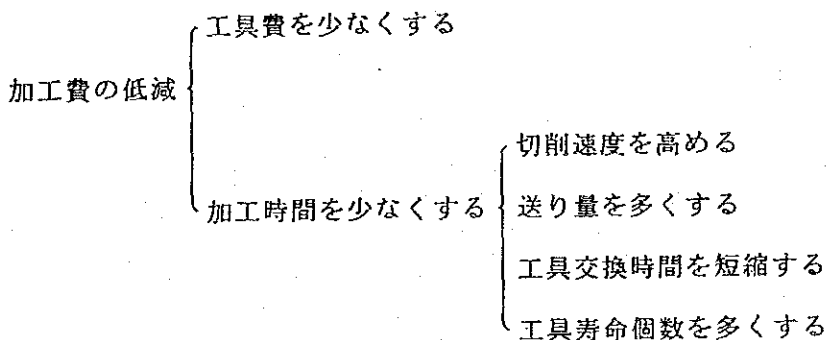 工具費を少なくする
加工費の低減
切削速度を高める
加工時間を少なくする
送り量を多くする
工具交換時間を短縮する
工具寿命個数を多くする